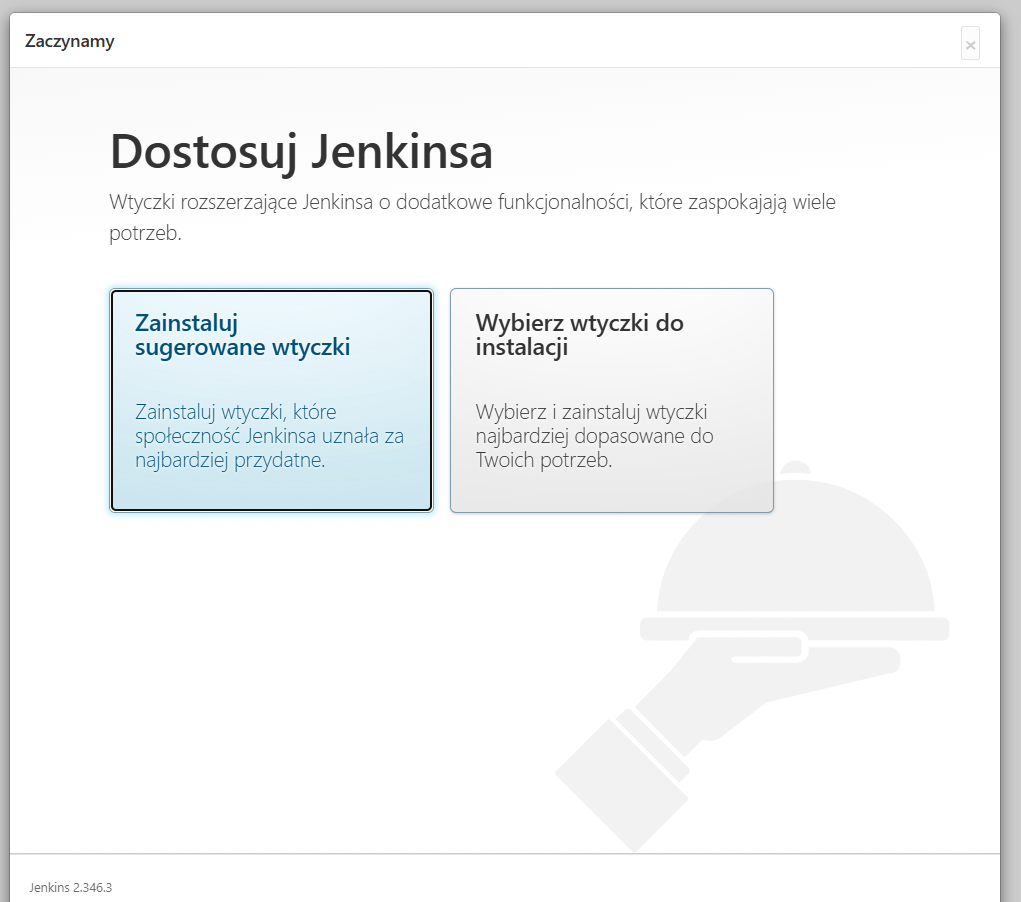 Zaczynamy
×
Dostosuj Jenkinsa
Wtyczki rozszerzające Jenkinsa o dodatkowe funkcjonalności, które zaspokajają wiele
potrzeb.
Zainstaluj
sugerowane wtyczki
Zainstaluj wtyczki, które
społeczność Jenkinsa uznała za
najbardziej przydatne.
Wybierz wtyczki do
instalacji
Wybierz i zainstaluj wtyczki
najbardziej dopasowane do
Twoich potrzeb.
Jenkins 2.346.3